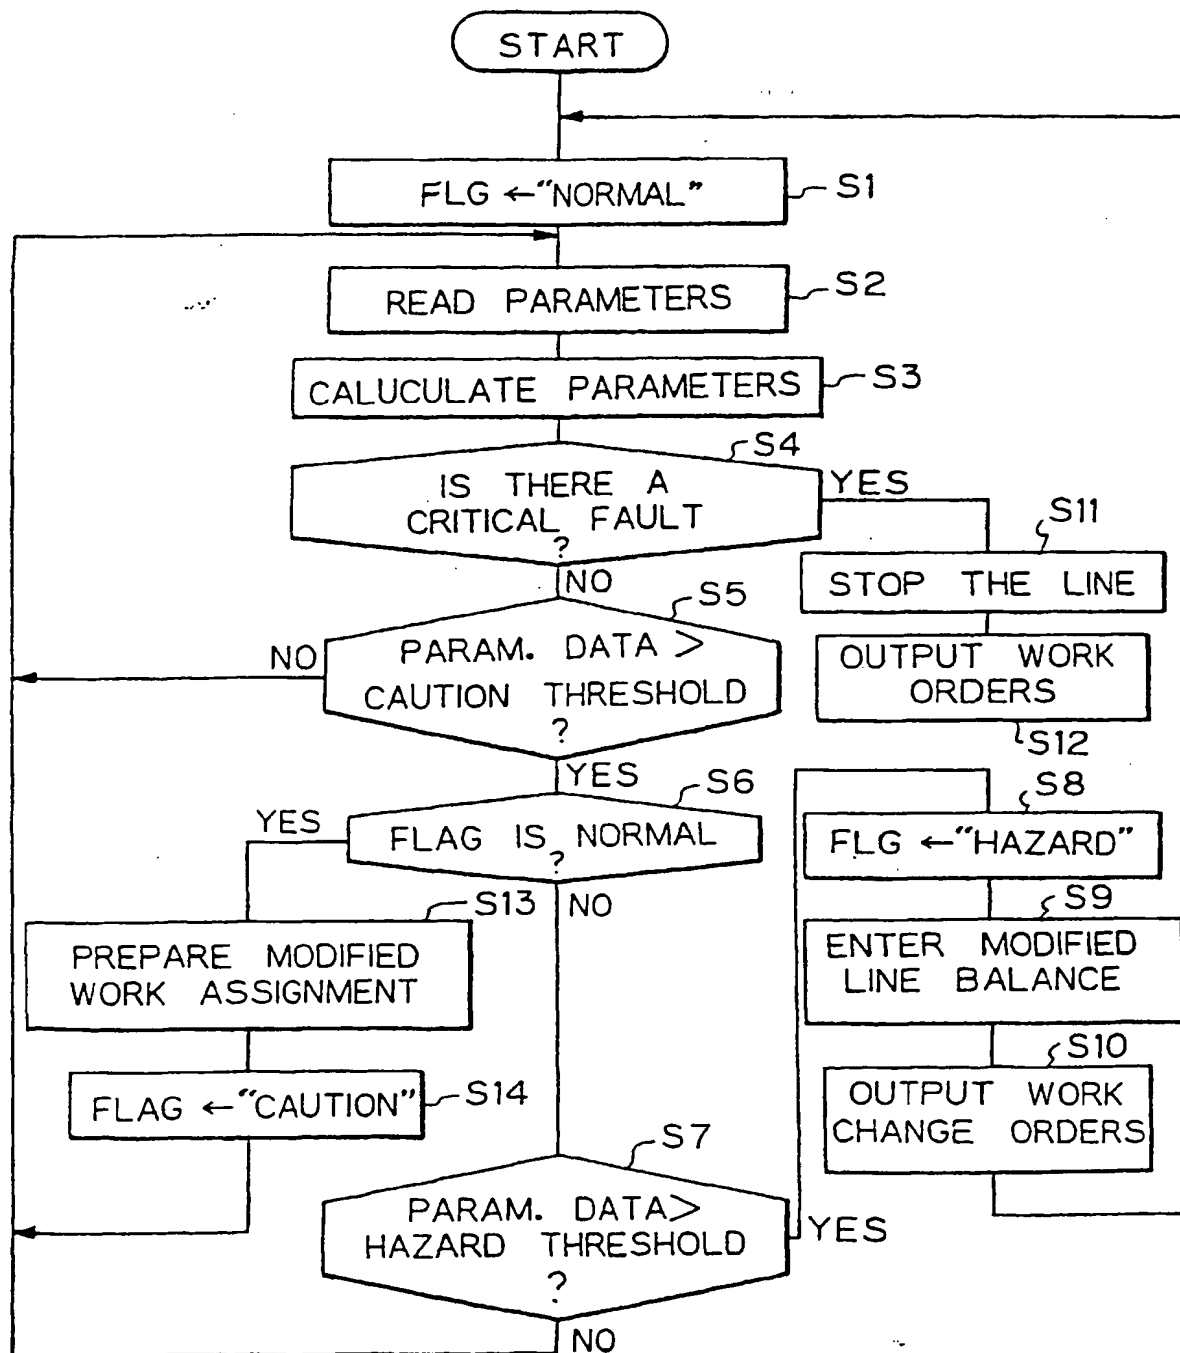 START
FLG ←"NORMAL"
S1
READ PARAMETERS
S2
CALUCULATE PARAMETERS
S3
S4
IS THERE A
CRITICAL FAULT
?
YES
NO
S11
STOP THE LINE
OUTPUT WORK
ORDERS
S12
S5
PARAM. DATA >
CAUTION THRESHOLD
?
NO
YES
S6
FLAG IS NORMAL
?
YES
NO
S8
FLG ←"HAZARD"
S9
ENTER MODIFIED
LINE BALANCE
S10
OUTPUT WORK
CHANGE ORDERS
S13
PREPARE MODIFIED
WORK ASSIGNMENT
FLAG ←"CAUTION"
S14
S7
PARAM. DATA>
HAZARD THRESHOLD
?
YES
NO